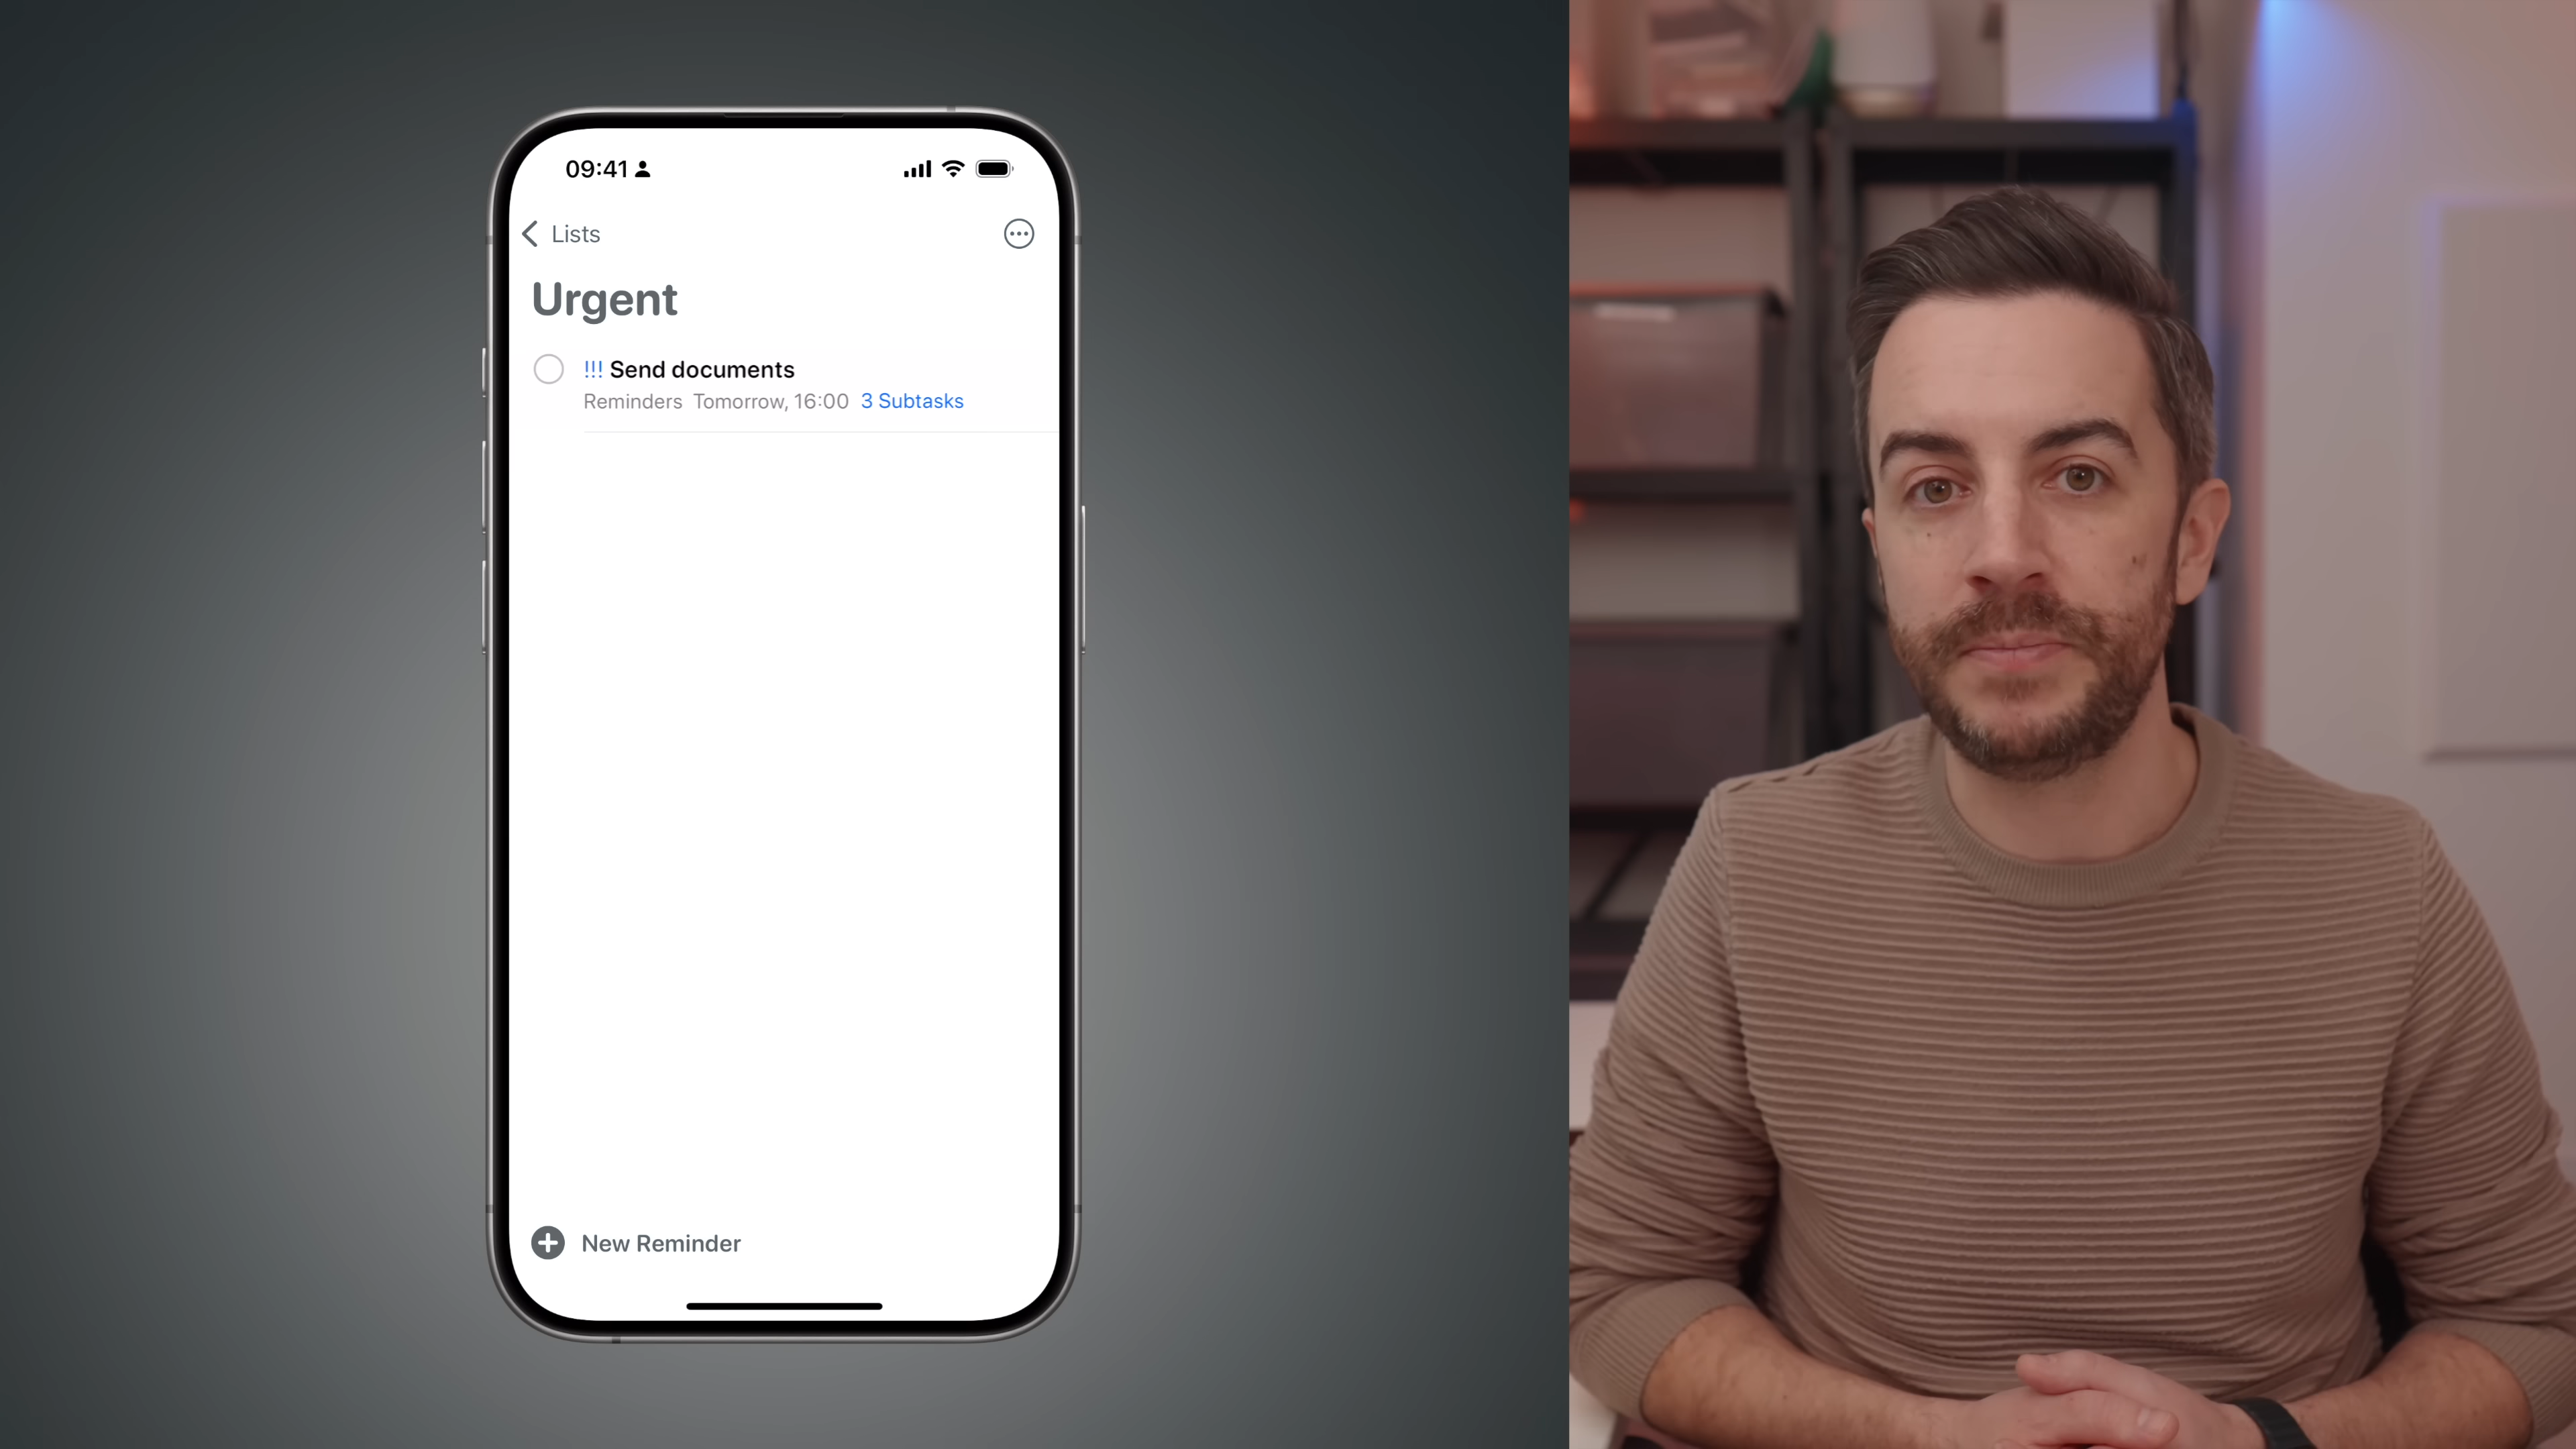 09:41
Lists
Urgent
!!! Send documents
Reminders Tomorrow, 16:00 3 Subtasks
New Reminder